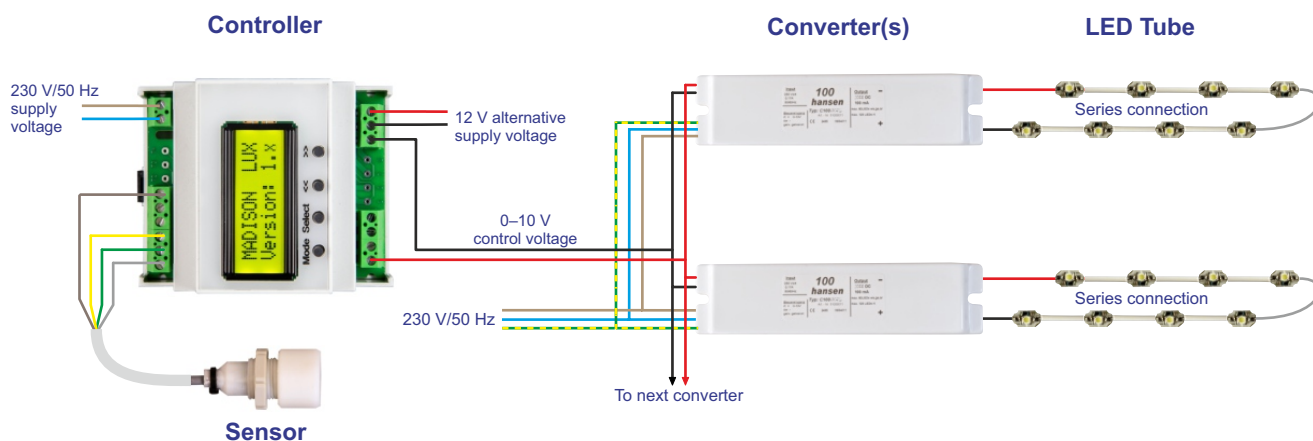 Controller
Converter(s)
LED Tube
230 V/50 Hz
supply
voltage
12 V alternative
supply voltage
MADISON LUX
Version: 1.x
Mode Select << >>
100
hansen
Series connection
0–10 V
control voltage
100
hansen
Series connection
230 V/50 Hz
To next converter
Sensor